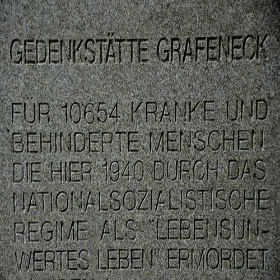 GEDENKSTÄTTE GRAFENECK
FÜR 10654 KRANKE UND
BEHINDERTE MENSCHEN
DIE HIER 1940 DURCH DAS
NATIONALSOZIALISTISCHE
REGIME ALS "LEBENSUN-
WERTES LEBEN" ERMORDET